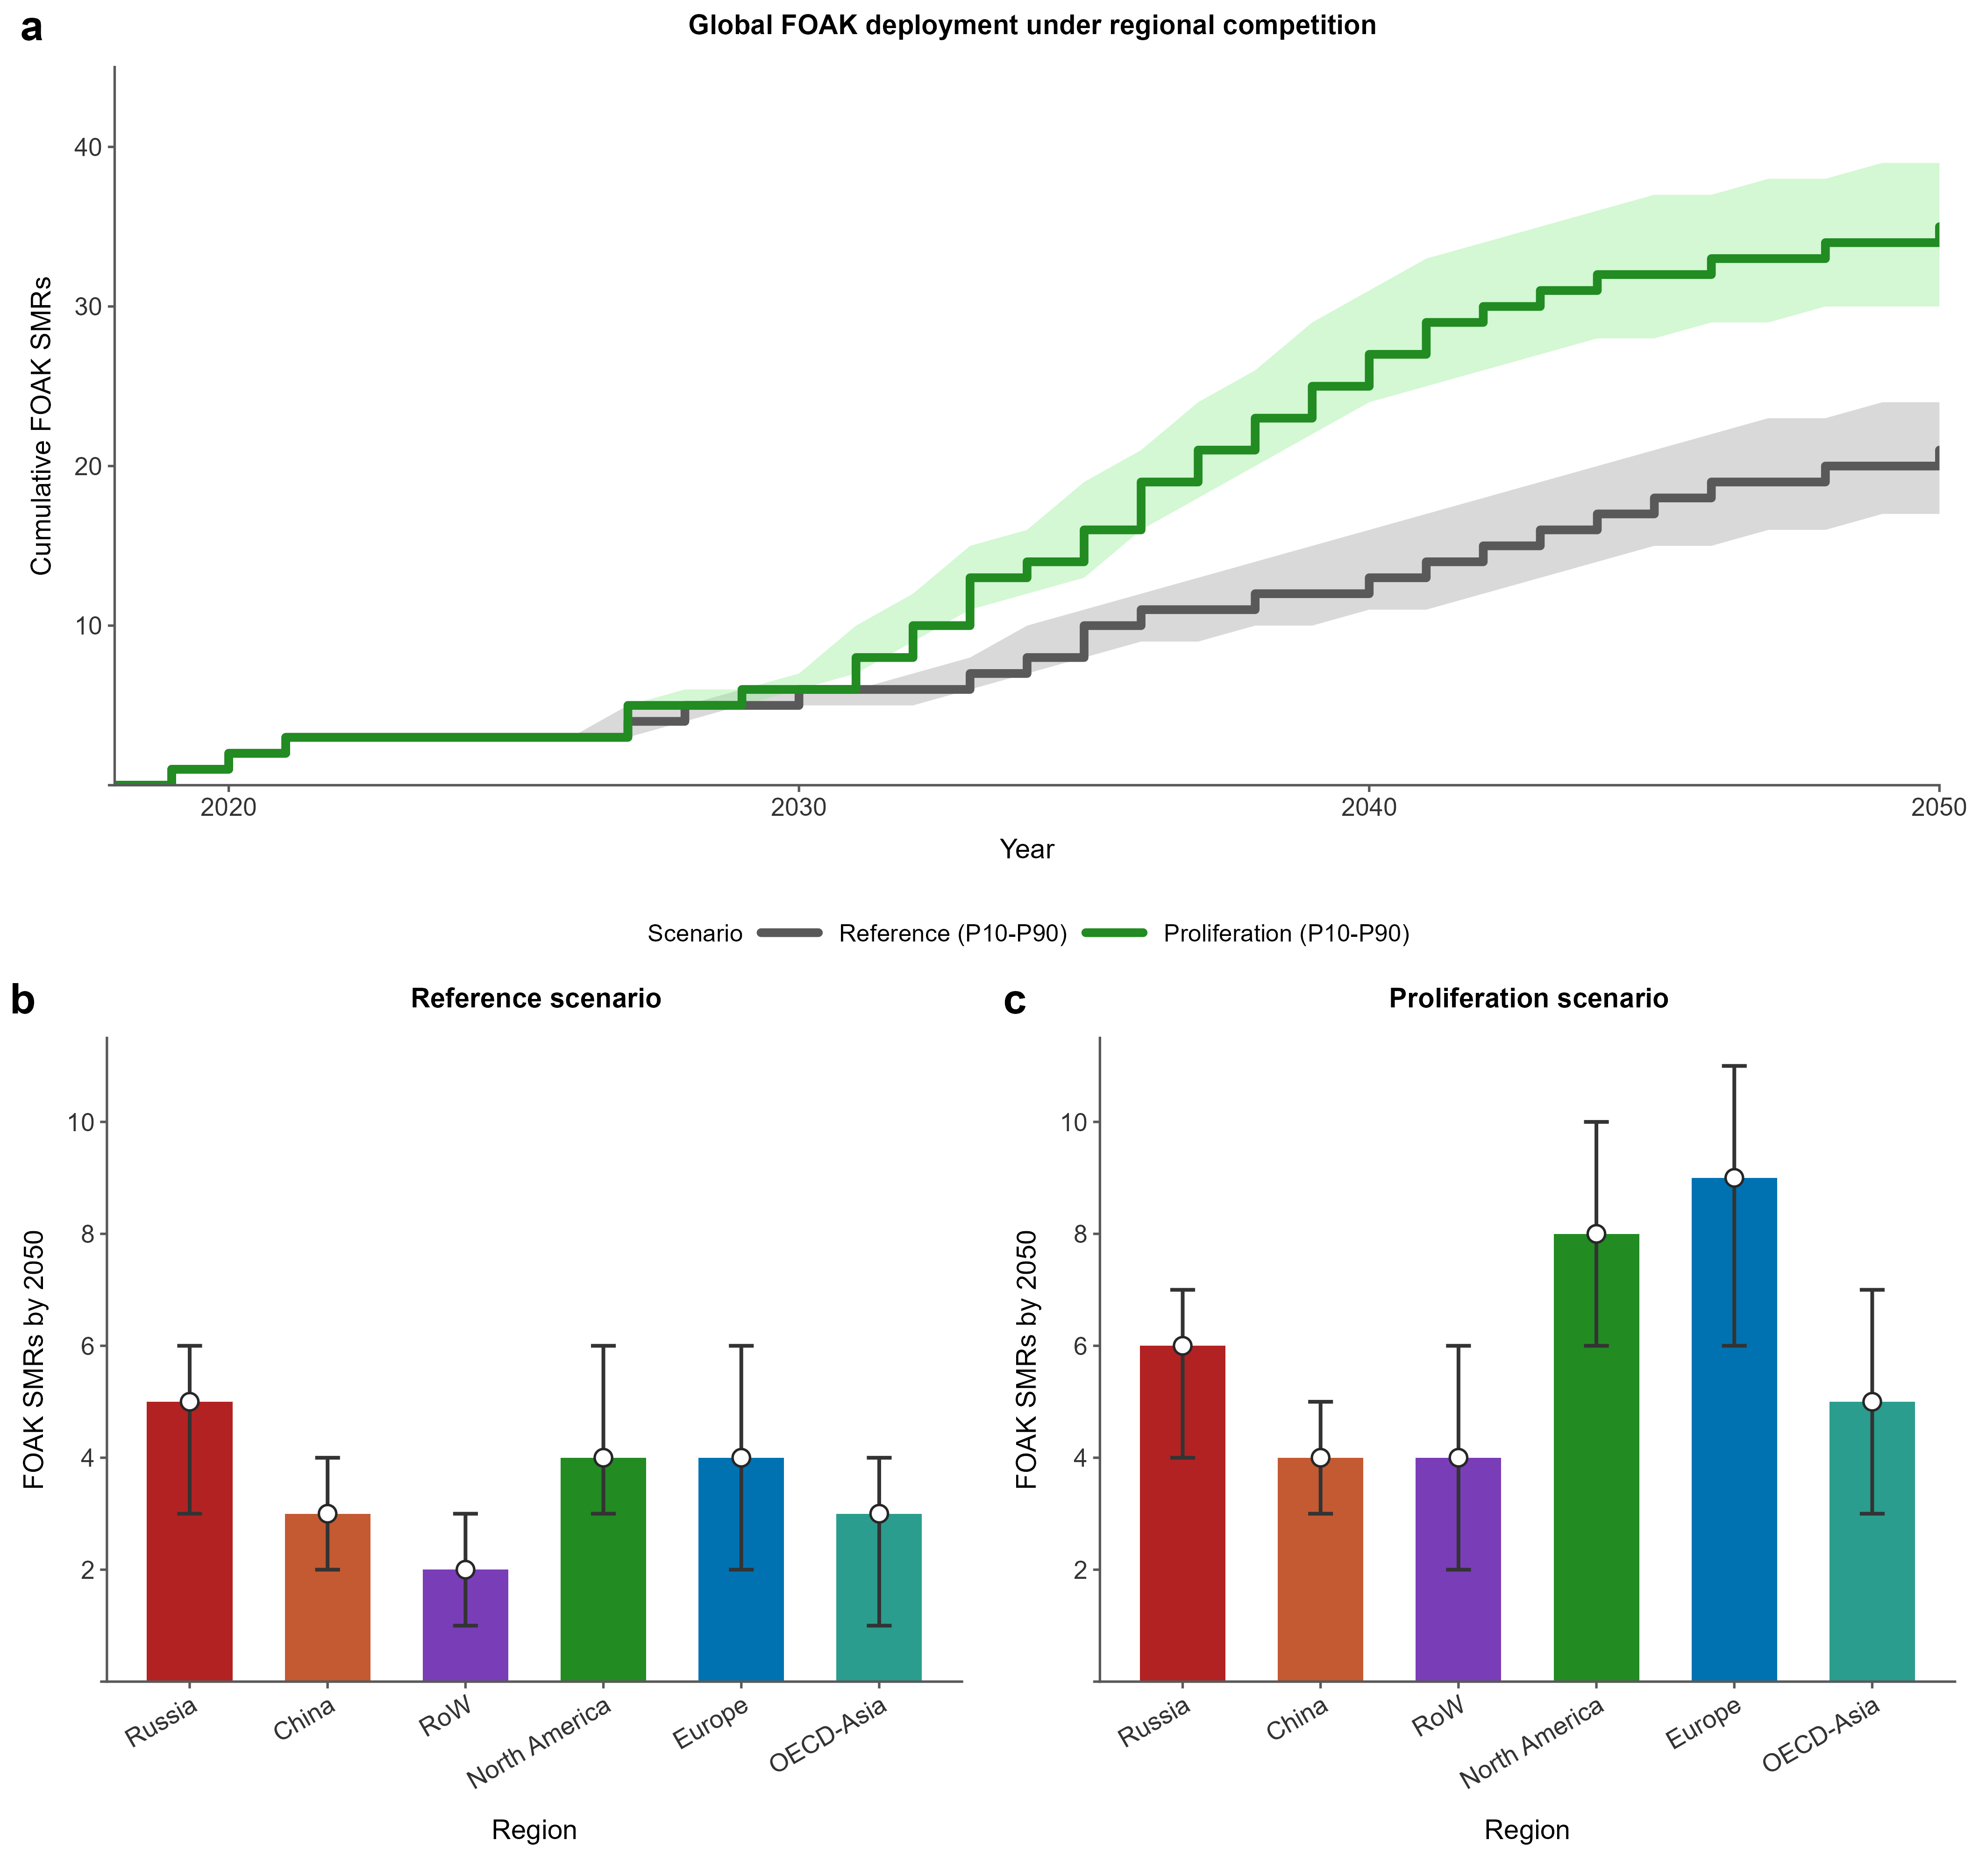 a
Global FOAK deployment under regional competition
Cumulative FOAK SMRs
40
30
20
10
2020 2030 2040 2050
Year
Scenario Reference (P10-P90) Proliferation (P10-P90)
b
Reference scenario
FOAK SMRs by 2050
10
8
6
4
2
Russia China RoW North America Europe OECD-Asia
Region
c
Proliferation scenario
FOAK SMRs by 2050
10
8
6
4
2
Russia China RoW North America Europe OECD-Asia
Region